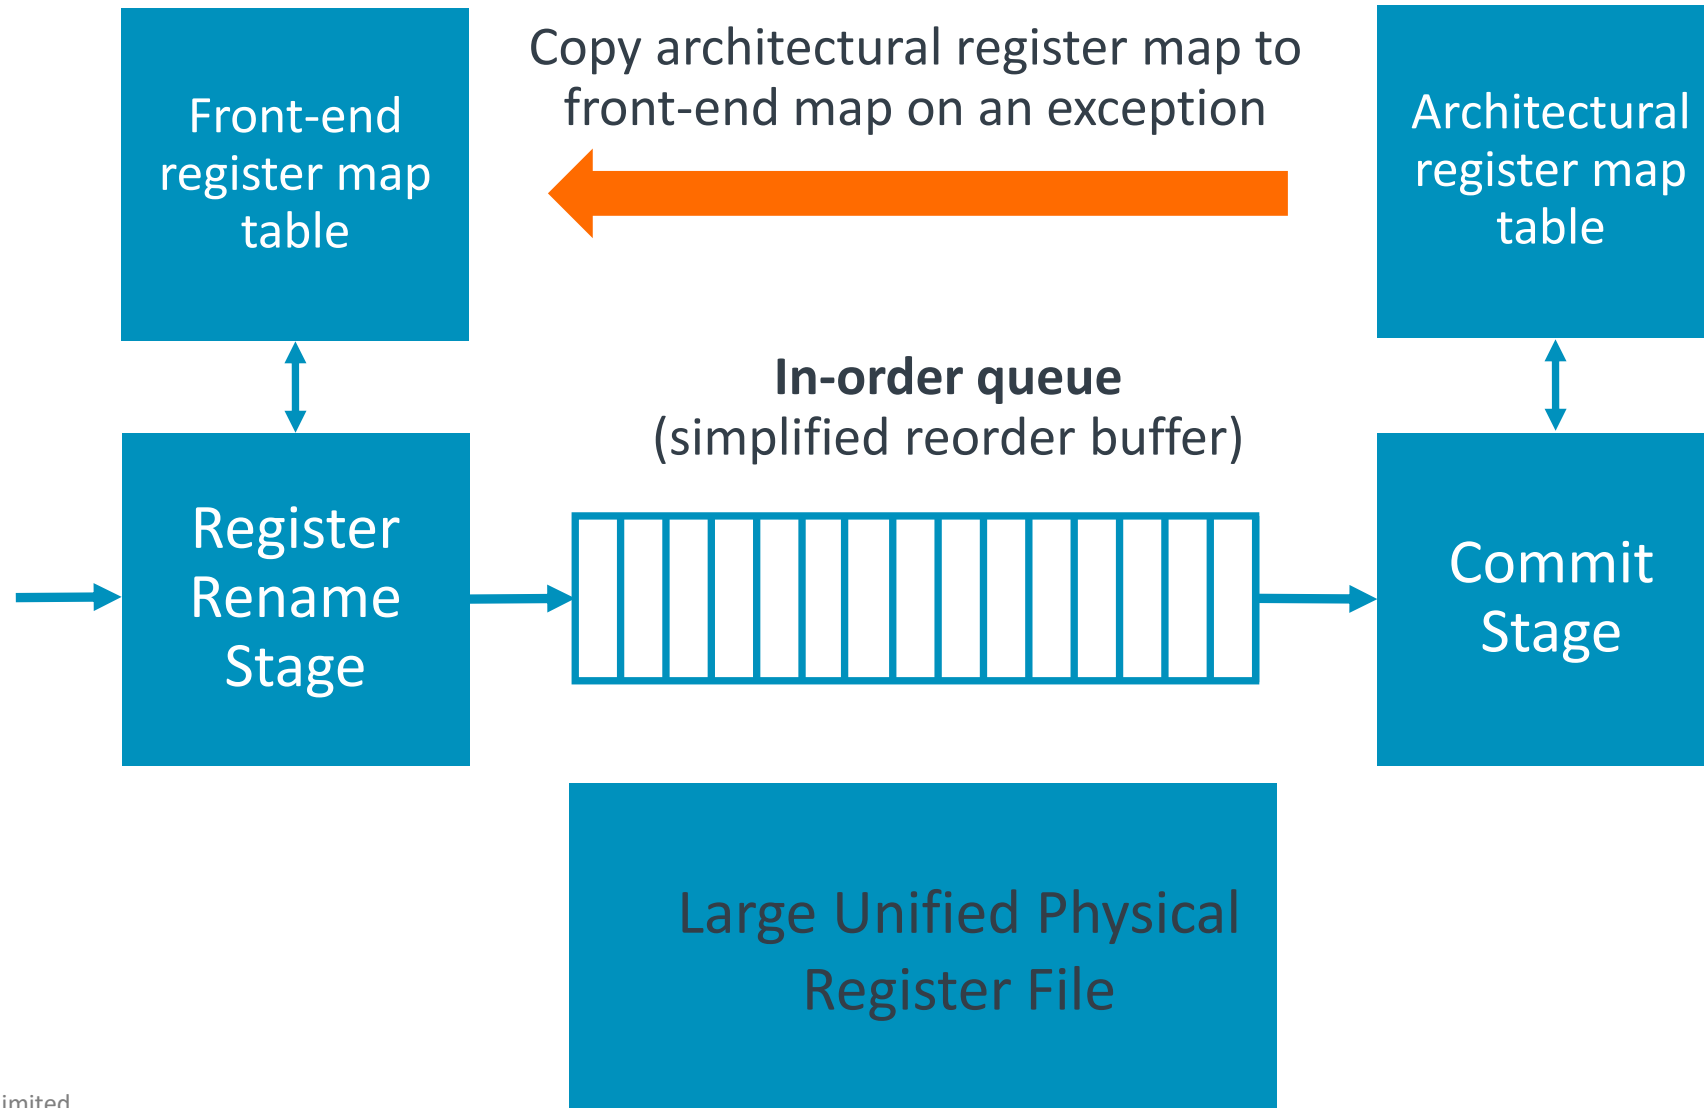 Front-end
register map
table
Copy architectural register map to
front-end map on an exception
Architectural
register map
table
In-order queue
(simplified reorder buffer)
Register
Rename
Stage
Commit
Stage
Large Unified Physical
Register File
imited